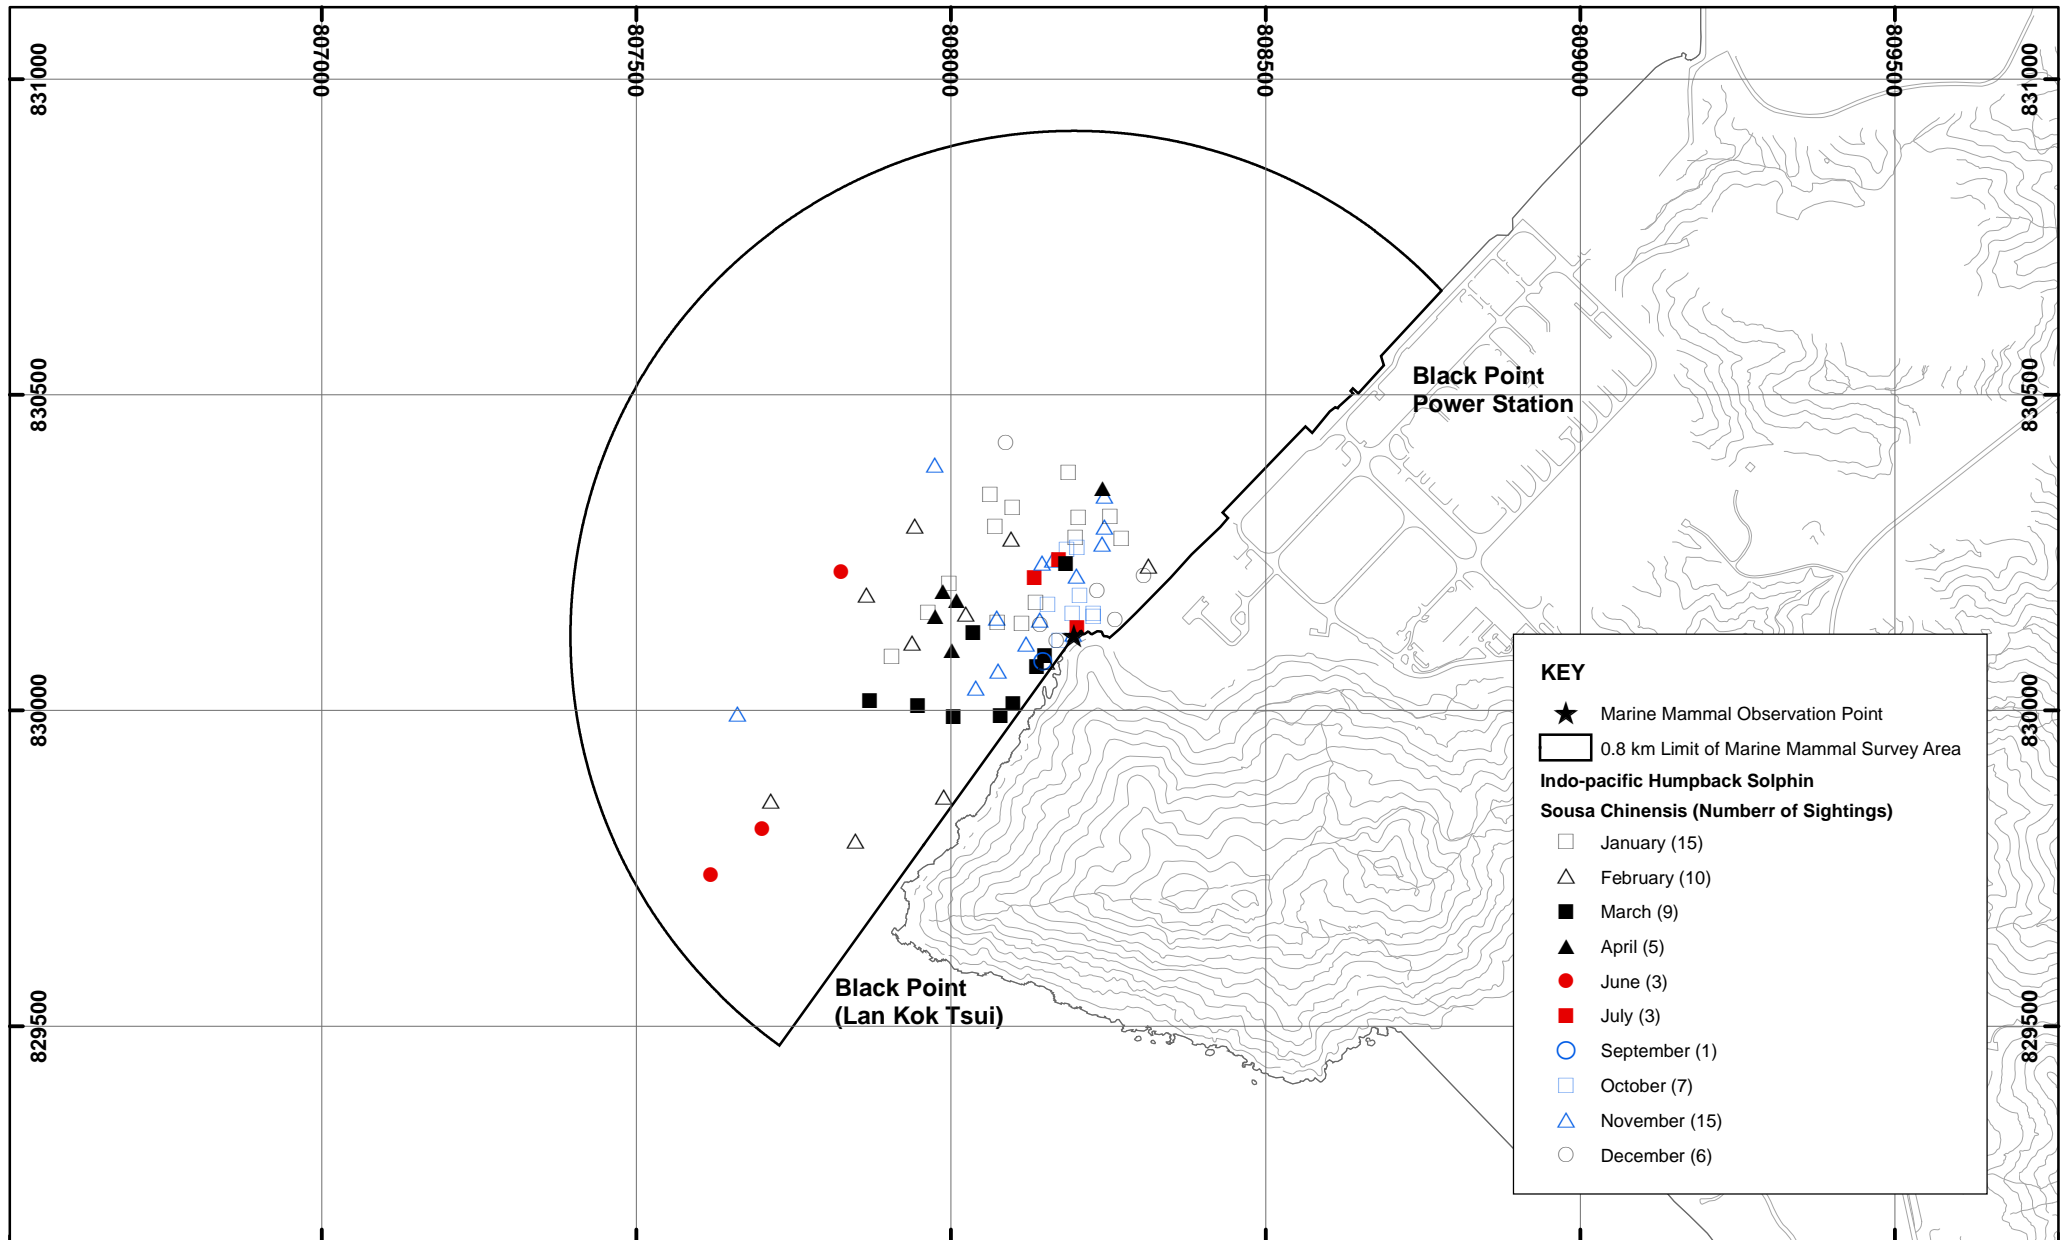 807000
807500
808000
808500
809000
809500
831000
831000
830500
830500
Black Point
Power Station
830000
830000
829500
829500
Black Point
(Lan Kok Tsui)
KEY
Marine Mammal Observation Point
0.8 km Limit of Marine Mammal Survey Area
Indo-pacific Humpback Solphin
Sousa Chinensis (Numberr of Sightings)
January (15)
February (10)
March (9)
April (5)
June (3)
July (3)
September (1)
October (7)
November (15)
December (6)